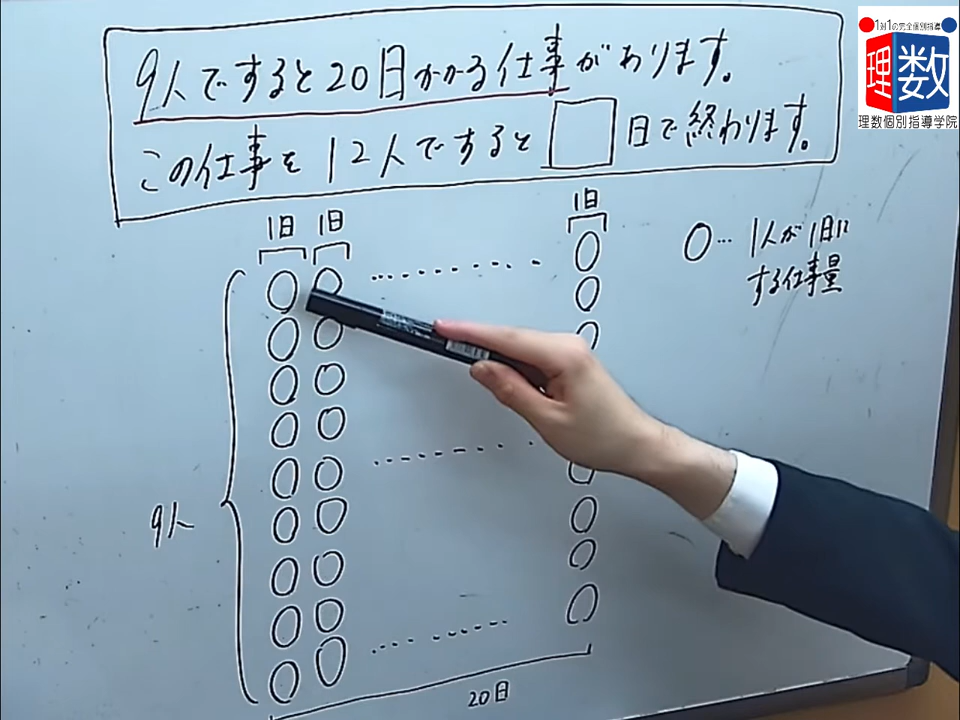 1対1の完全個別指導
理数
理数個別指導学院
9人ですると20日かかる仕事があります。
この仕事を12人ですると□日で終わります。
1日 1日 1日
○… 1人が1日に
する仕事量
9人
20日